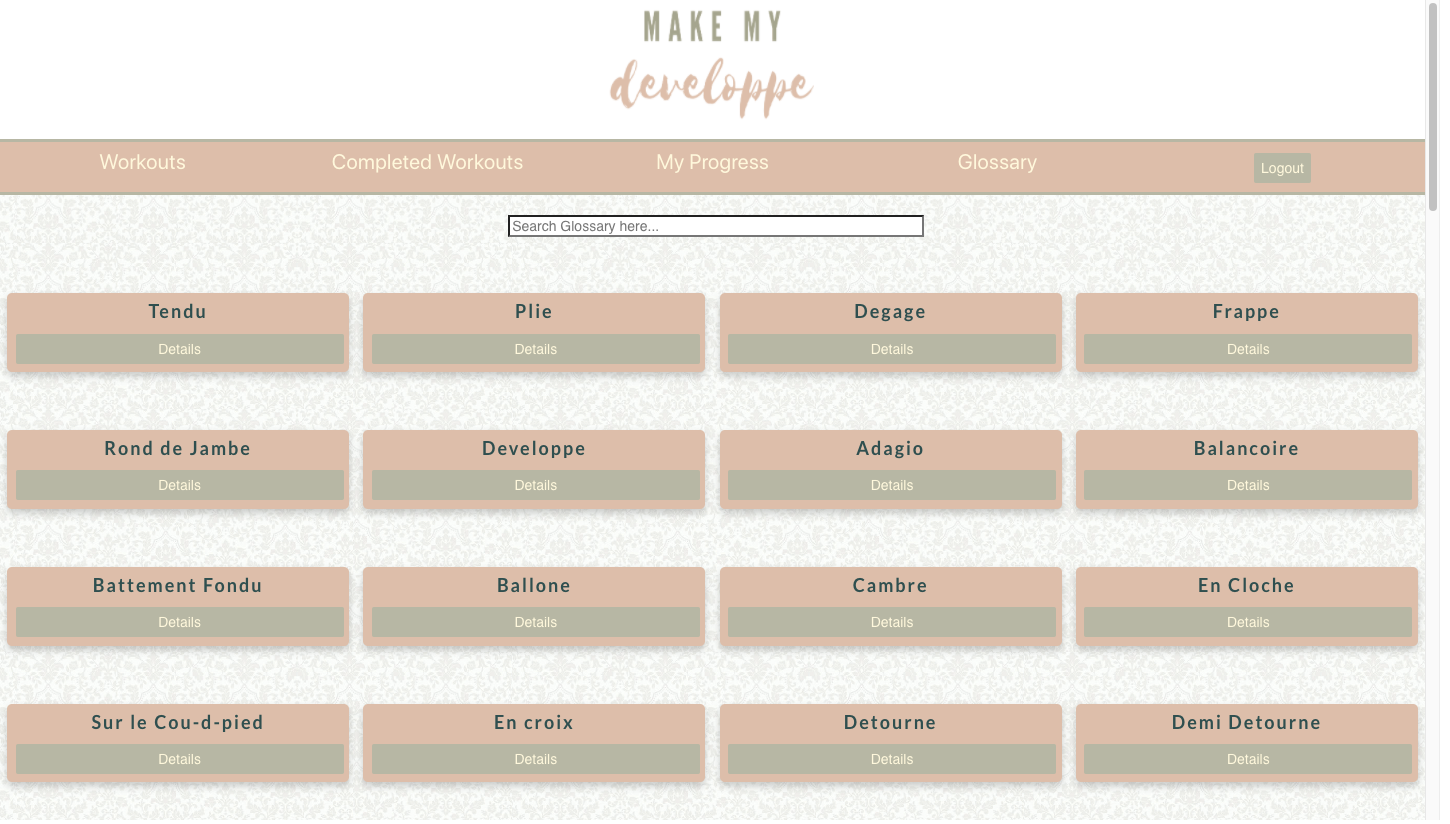 MAKE MY
developpe
Workouts Completed Workouts My Progress Glossary Logout
Search Glossary here...
Tendu Plie Degage Frappe
Details Details Details Details
Rond de Jambe Developpe Adagio Balancoire
Details Details Details Details
Battement Fondu Ballone Cambre En Cloche
Details Details Details Details
Sur le Cou-d-pied En croix Detourne Demi Detourne
Details Details Details Details